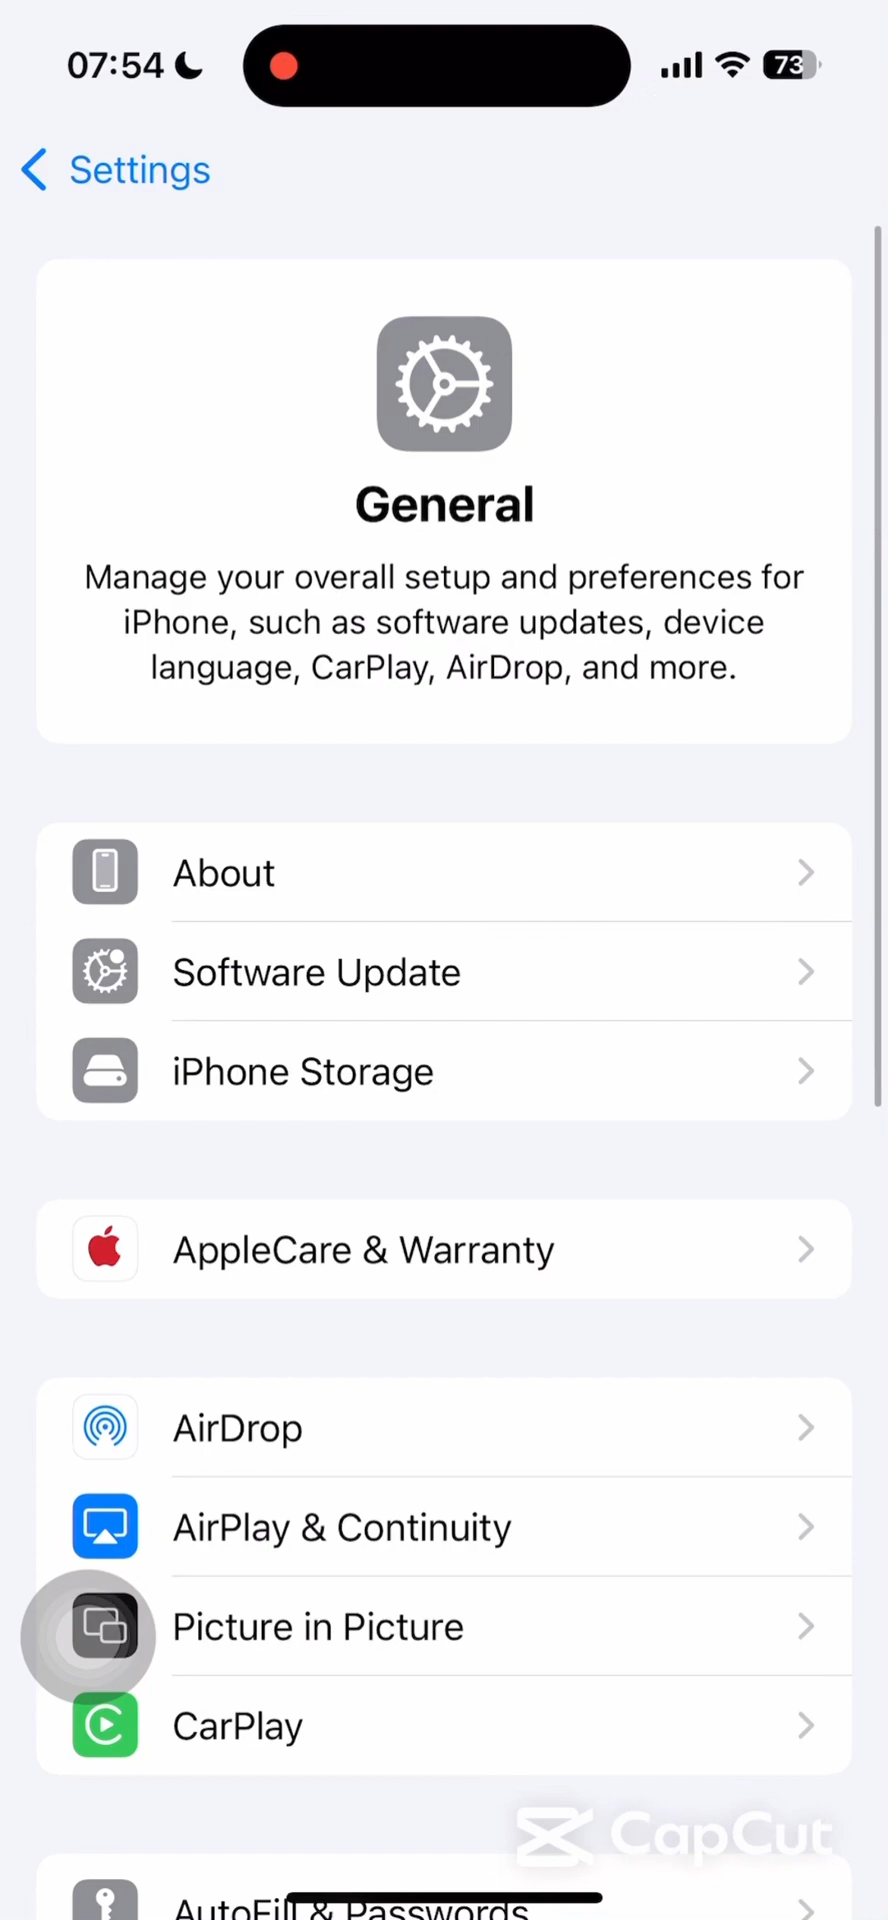 07:54
73
Settings
General
Manage your overall setup and preferences for
iPhone, such as software updates, device
language, CarPlay, AirDrop, and more.
About
Software Update
iPhone Storage
AppleCare & Warranty
AirDrop
AirPlay & Continuity
Picture in Picture
CarPlay
CapCut
AutoFill & Passwords